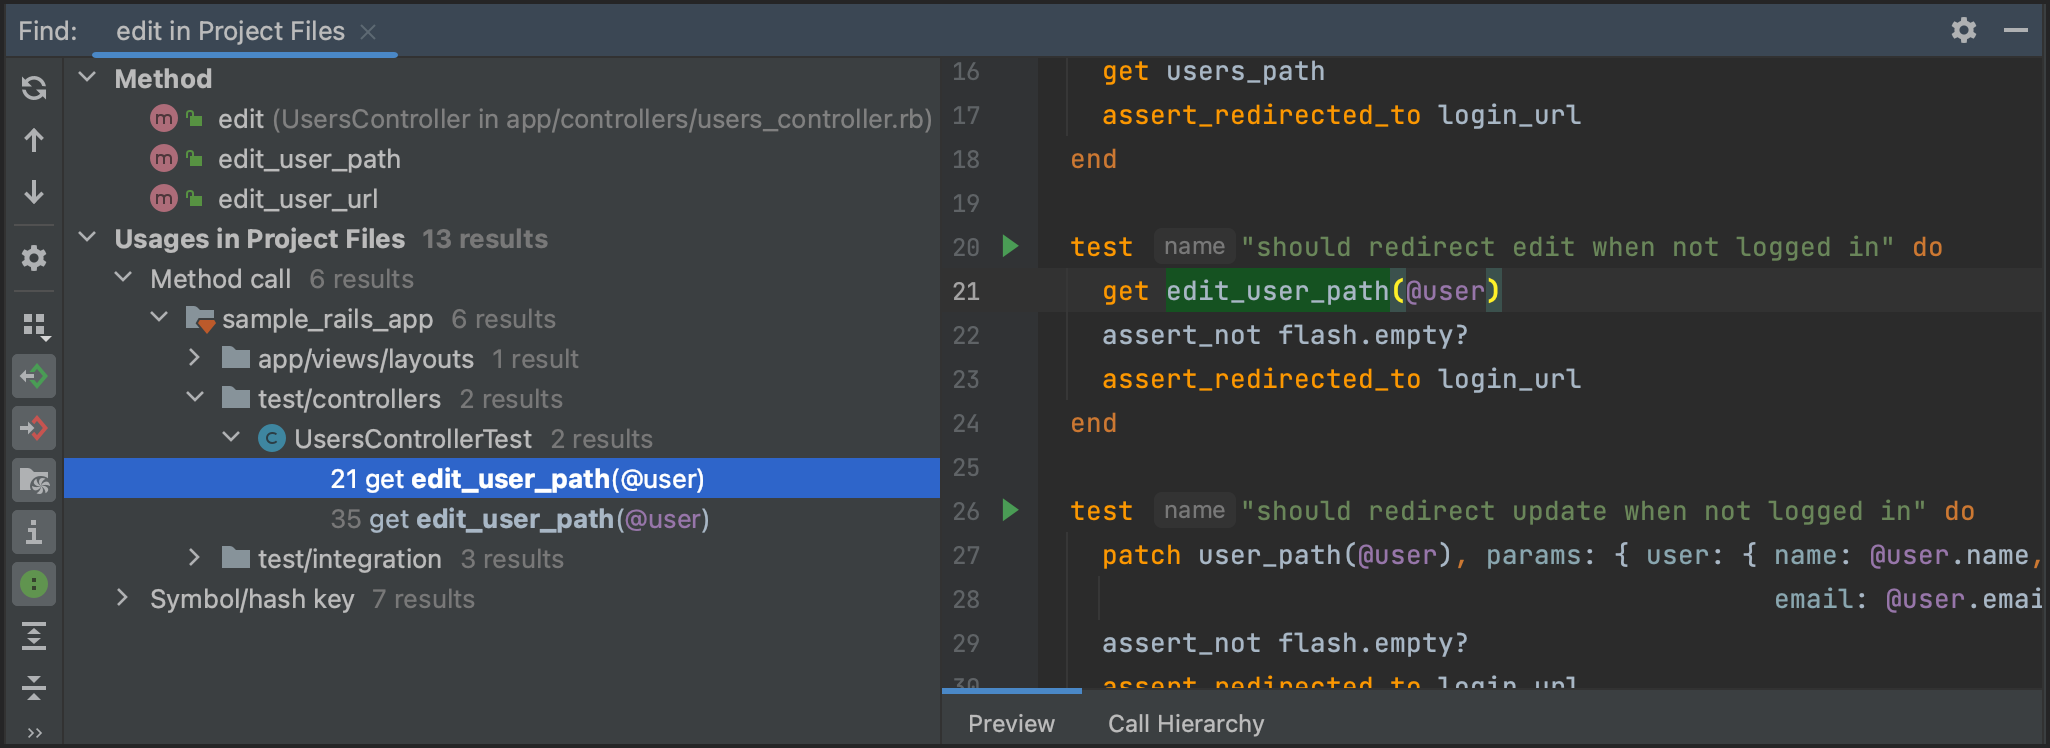 Find: edit in Project Files
Method
edit (UsersController in app/controllers/users_controller.rb)
edit_user_path
edit_user_url
Usages in Project Files 13 results
Method call 6 results
sample_rails_app 6 results
app/views/layouts 1 result
test/controllers 2 results
UsersControllerTest 2 results
21 get edit_user_path(@user)
35 get edit_user_path(@user)
test/integration 3 results
Symbol/hash key 7 results
16 get users_path
17 assert_redirected_to login_url
18 end
19
20 test name "should redirect edit when not logged in" do
21 get edit_user_path(@user)
22 assert_not flash.empty?
23 assert_redirected_to login_url
24 end
25
26 test name "should redirect update when not logged in" do
27 patch user_path(@user), params: { user: { name: @user.name,
28 email: @user.emai
29 assert_not flash.empty?
30 assert_redirected_to login_url
Preview Call Hierarchy